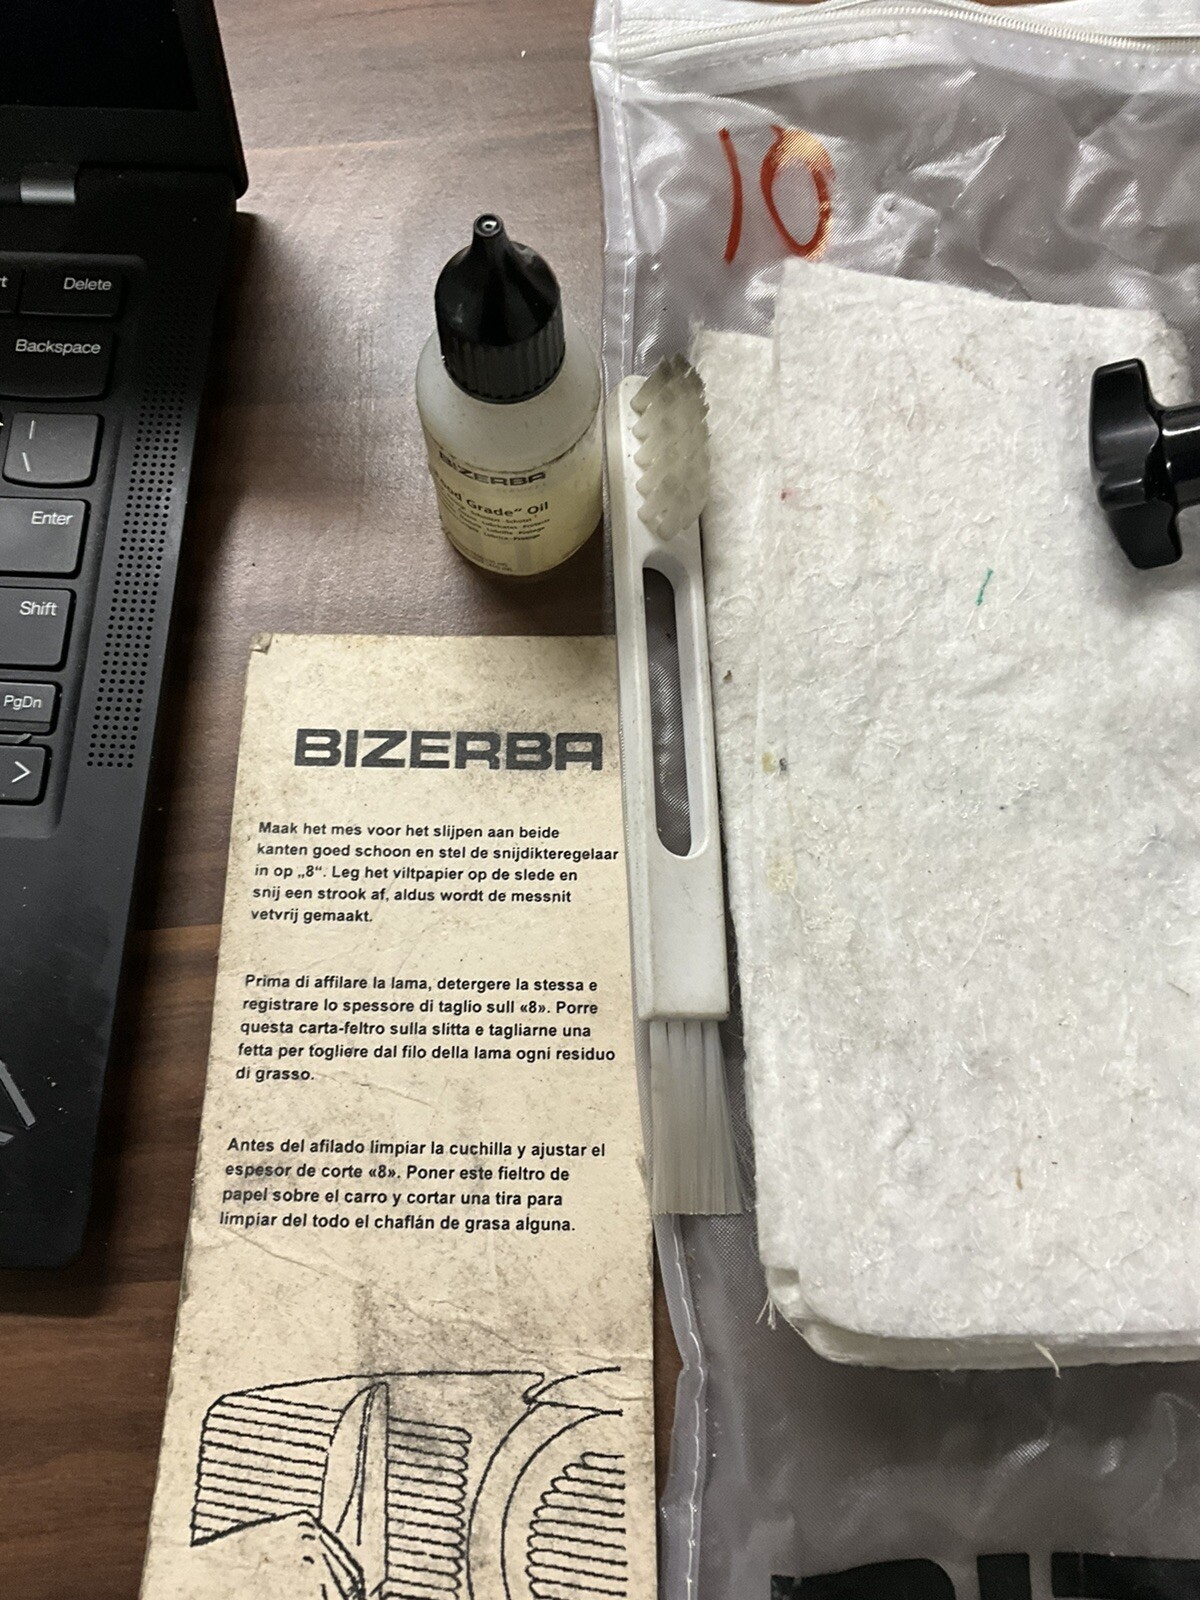 Delete
Backspace
|
\
Enter
Shift
PgDn
>
10
BIZERBA
Grade" Oil
BIZERBA
Maak het mes voor het slijpen aan beide
kanten goed schoon en stel de snijdikteregelaar
in op „8“. Leg het viltpapier op de slede en
snij een strook af, aldus wordt de messnit
vetvrij gemaakt.
Prima di affilare la lama, detergere la stessa e
registrare lo spessore di taglio sull «8». Porre
questa carta-feltro sulla slitta e tagliarne una
fetta per togliere dal filo della lama ogni residuo
di grasso.
Antes del afilado limpiar la cuchilla y ajustar el
espesor de corte «8». Poner este fieltro de
papel sobre el carro y cortar una tira para
limpiar del todo el chaflán de grasa alguna.